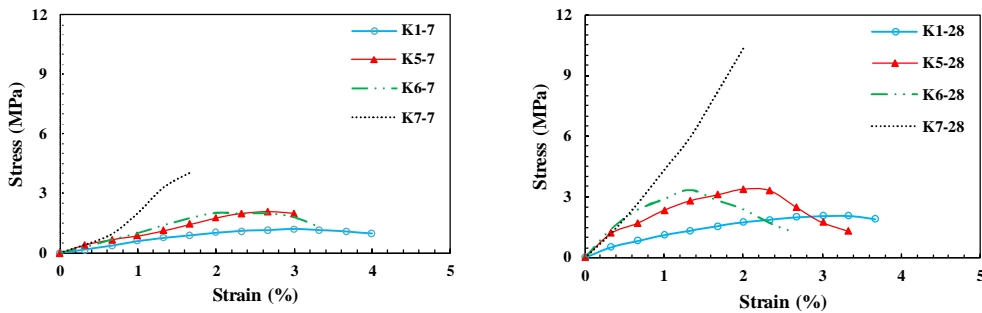 12
9
6
3
0
Stress (MPa)
0 1 2 3 4 5
Strain (%)
K1-7
K5-7
K6-7
K7-7
12
9
6
3
0
Stress (MPa)
0 1 2 3 4 5
Strain (%)
K1-28
K5-28
K6-28
K7-28